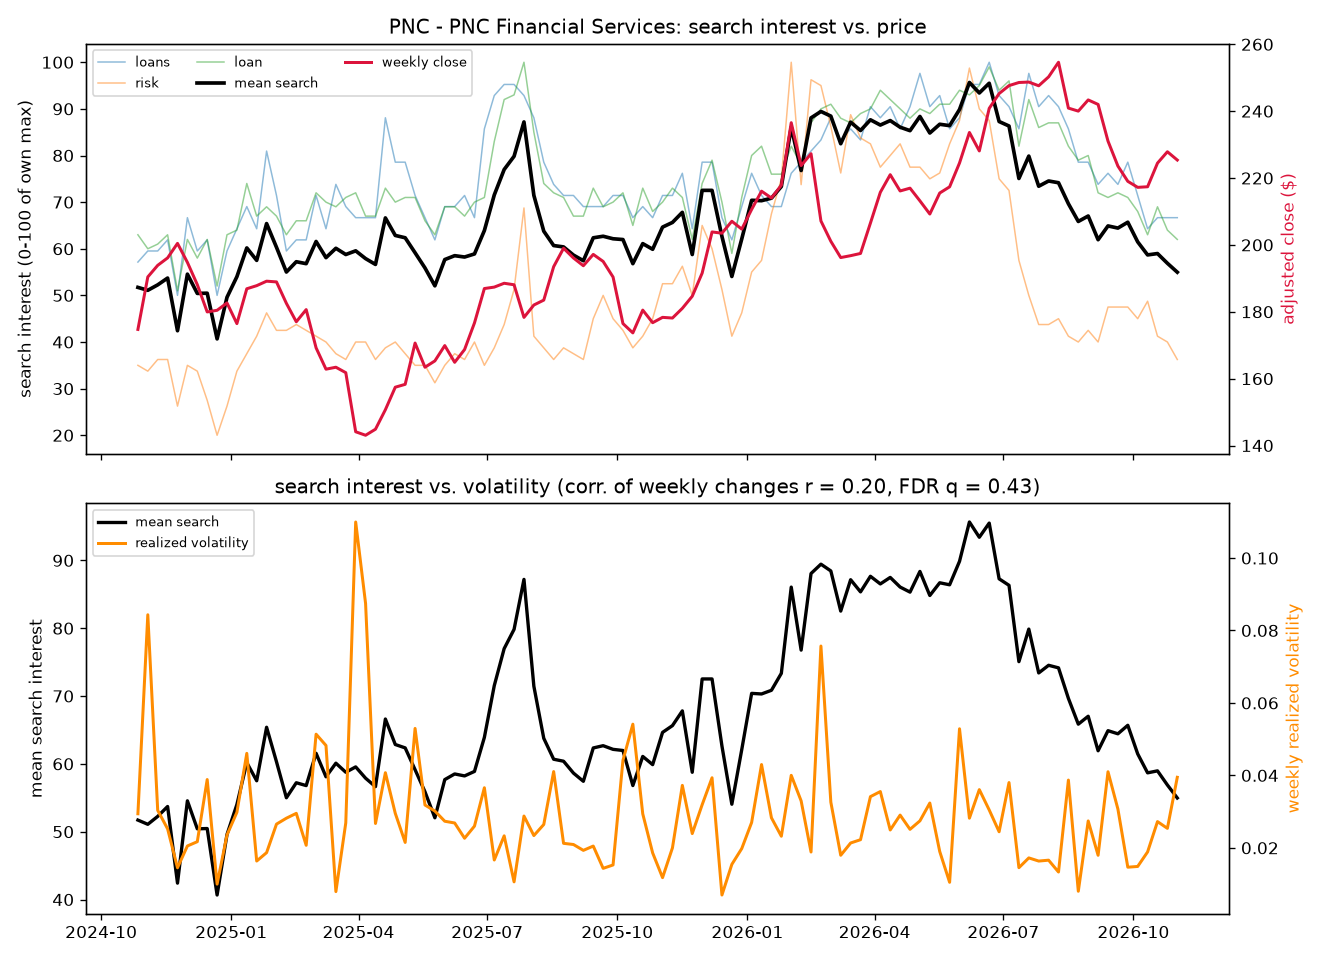 PNC - PNC Financial Services: search interest vs. price
loans
risk
loan
mean search
weekly close
search interest (0-100 of own max)
100
90
80
70
60
50
40
30
20
adjusted close ($)
260
240
220
200
180
160
140
search interest vs. volatility (corr. of weekly changes r = 0.20, FDR q = 0.43)
mean search
realized volatility
mean search interest
90
80
70
60
50
40
weekly realized volatility
0.10
0.08
0.06
0.04
0.02
2024-10
2025-01
2025-04
2025-07
2025-10
2026-01
2026-04
2026-07
2026-10